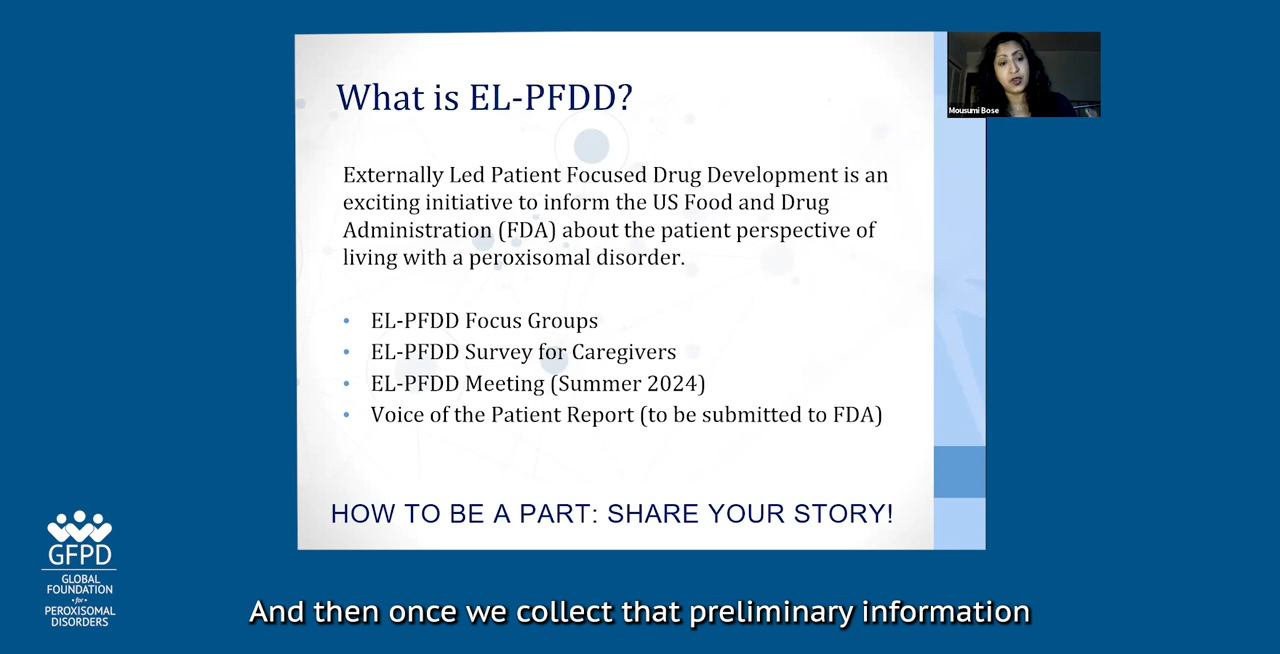 What is EL-PFDD?
Mousumi Bose
Externally Led Patient Focused Drug Development is an
exciting initiative to inform the US Food and Drug
Administration (FDA) about the patient perspective of
living with a peroxisomal disorder.
• EL-PFDD Focus Groups
• EL-PFDD Survey for Caregivers
• EL-PFDD Meeting (Summer 2024)
• Voice of the Patient Report (to be submitted to FDA)
HOW TO BE A PART: SHARE YOUR STORY!
GFPD
GLOBAL
FOUNDATION
for
PEROXISOMAL
DISORDERS
And then once we collect that preliminary information